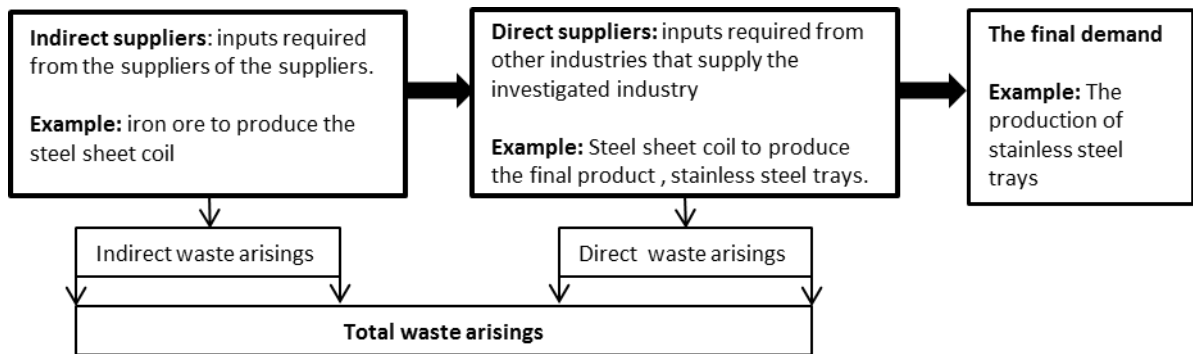 Indirect suppliers: inputs required
from the suppliers of the suppliers.
Example: iron ore to produce the
steel sheet coil
Direct suppliers: inputs required from
other industries that supply the
investigated industry
Example: Steel sheet coil to produce
the final product , stainless steel trays.
The final demand
Example: The
production of
stainless steel
trays
Indirect waste arisings
Direct waste arisings
Total waste arisings